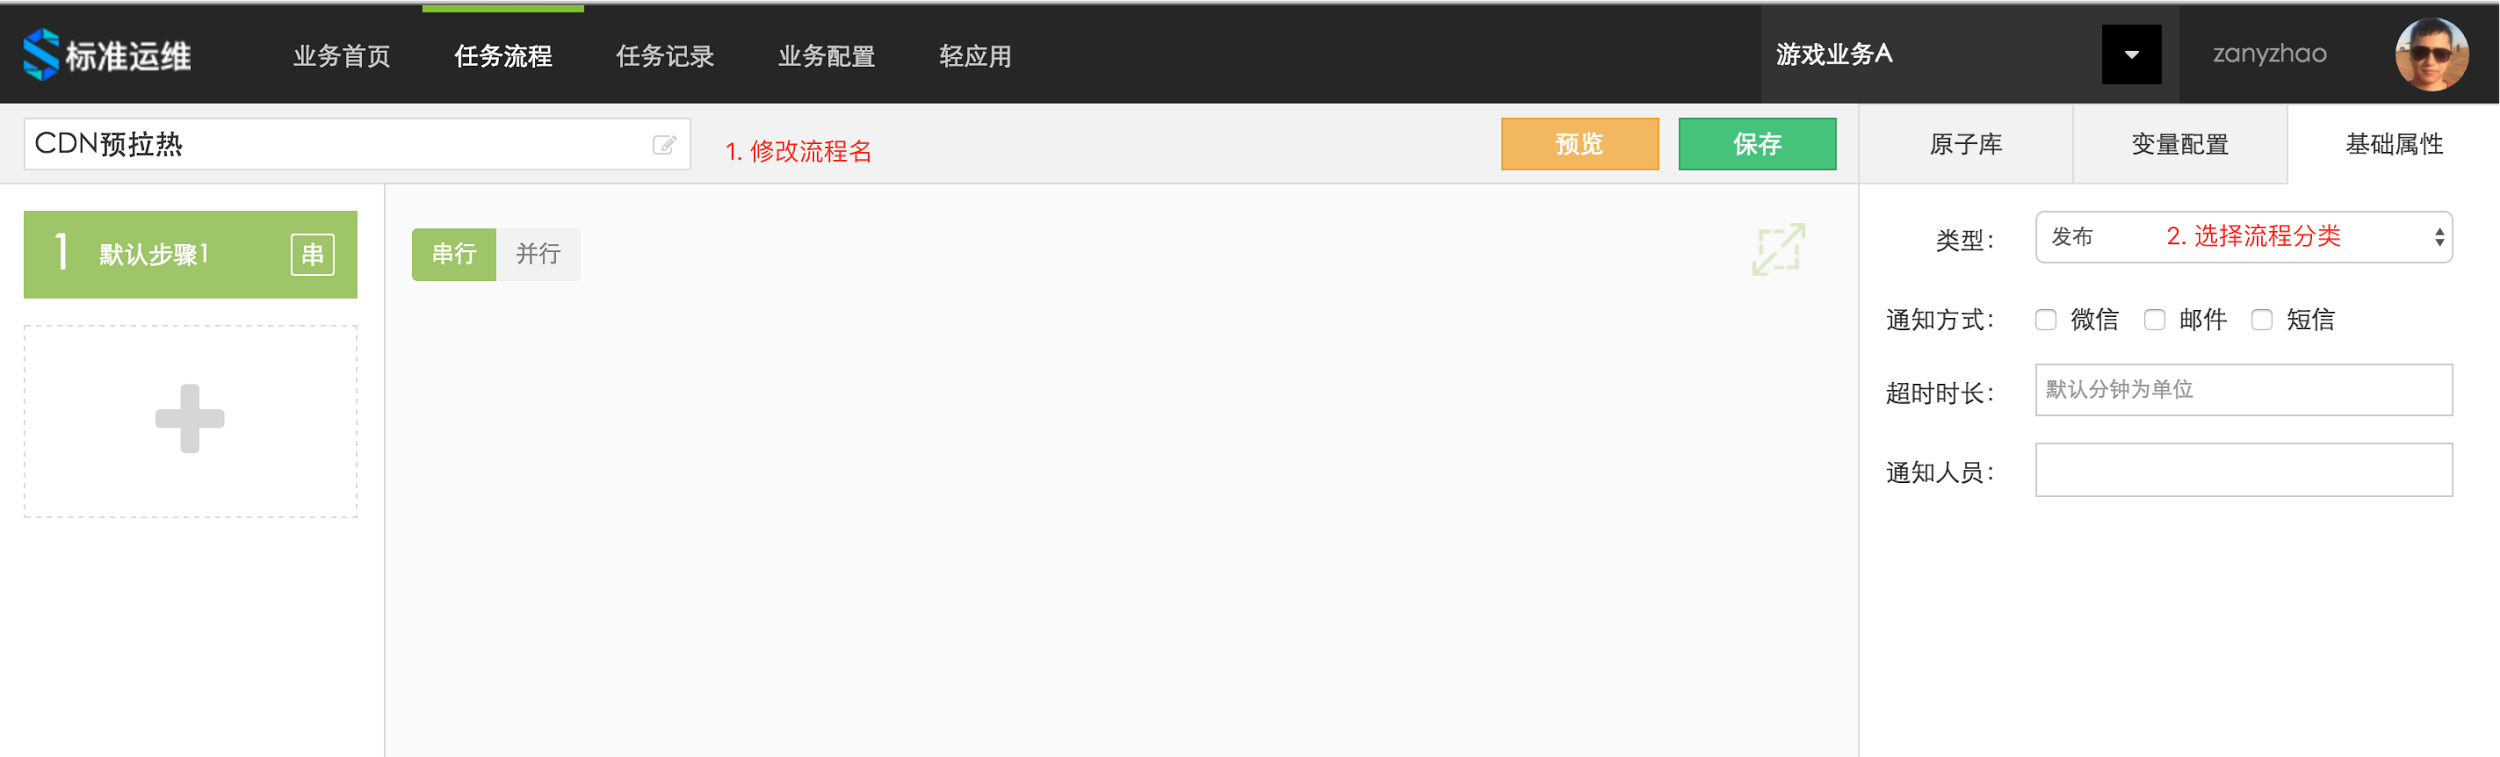 标准运维
业务首页
任务流程
任务记录
业务配置
轻应用
游戏业务A
zanyzhao
CDN预拉热
1. 修改流程名
预览
保存
原子库
变量配置
基础属性
1 默认步骤1 串
串行
并行
类型：
发布
2. 选择流程分类
通知方式：
微信
邮件
短信
超时时长：
默认分钟为单位
通知人员：